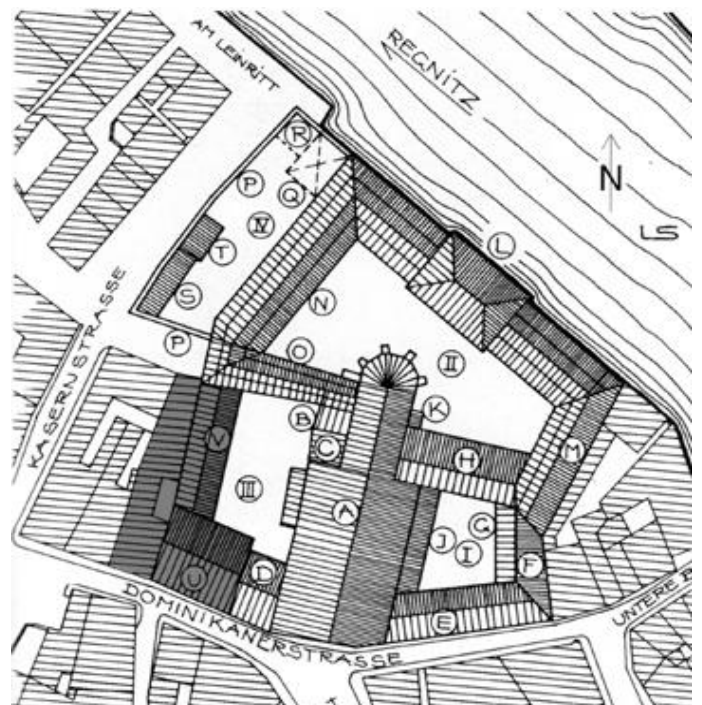 AM LEINRITT
REGNITZ
N
LS
R
P
Q
IV
T
S
P
L
N
O
II
KASERNSTRASSE
B
C
K
H
M
V
III
A
J
I
G
F
D
U
E
DOMINIKANERSTRASSE
UNTERE